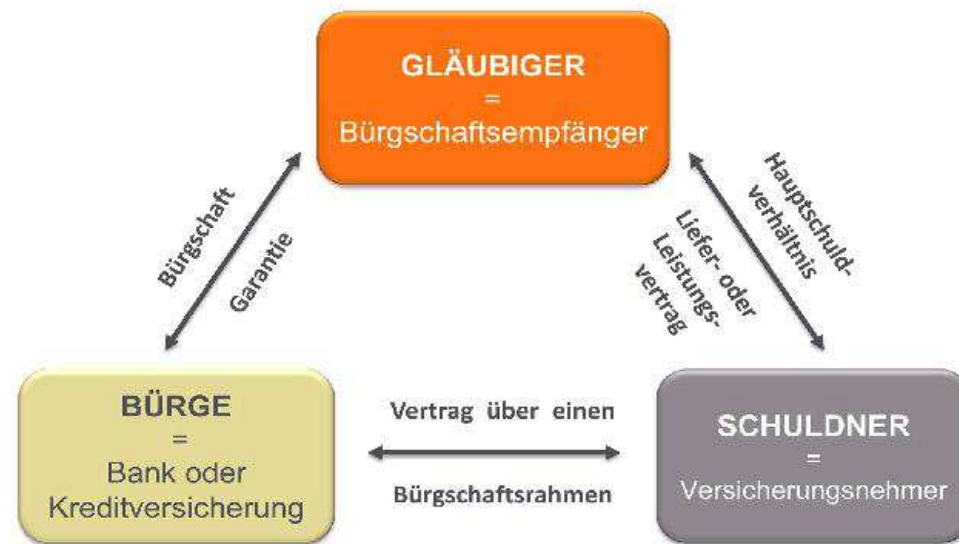 GLÄUBIGER
=
Bürgschaftsempfänger
Bürgschaft
Garantie
Hauptschuld-
verhältnis
Liefer- oder
Leistungs-
vertrag
BÜRGE
=
Bank oder
Kreditversicherung
Vertrag über einen
Bürgschaftsrahmen
SCHULDNER
=
Versicherungsnehmer